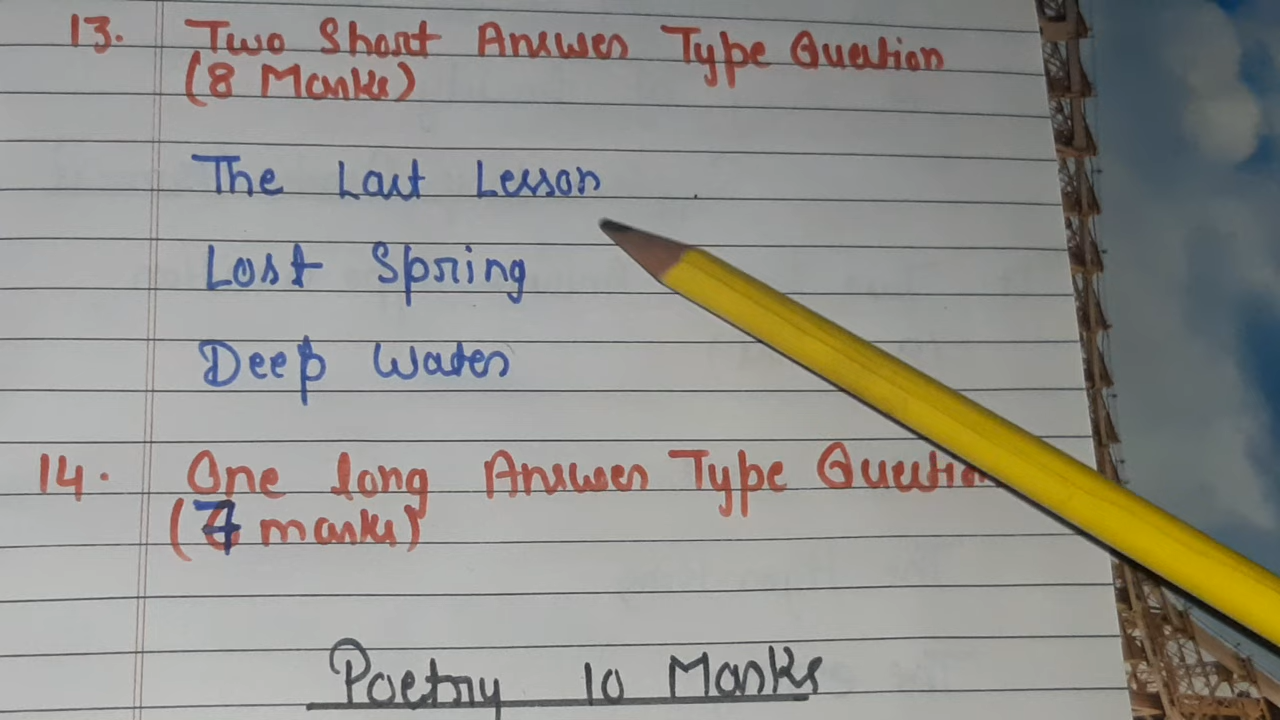 13. Two Short Answer Type Question
(8 Marks)
The Last Lesson
Lost Spring
Deep Water
14. One long Answer Type Question
(7 marks)
Poetry 10 Marks